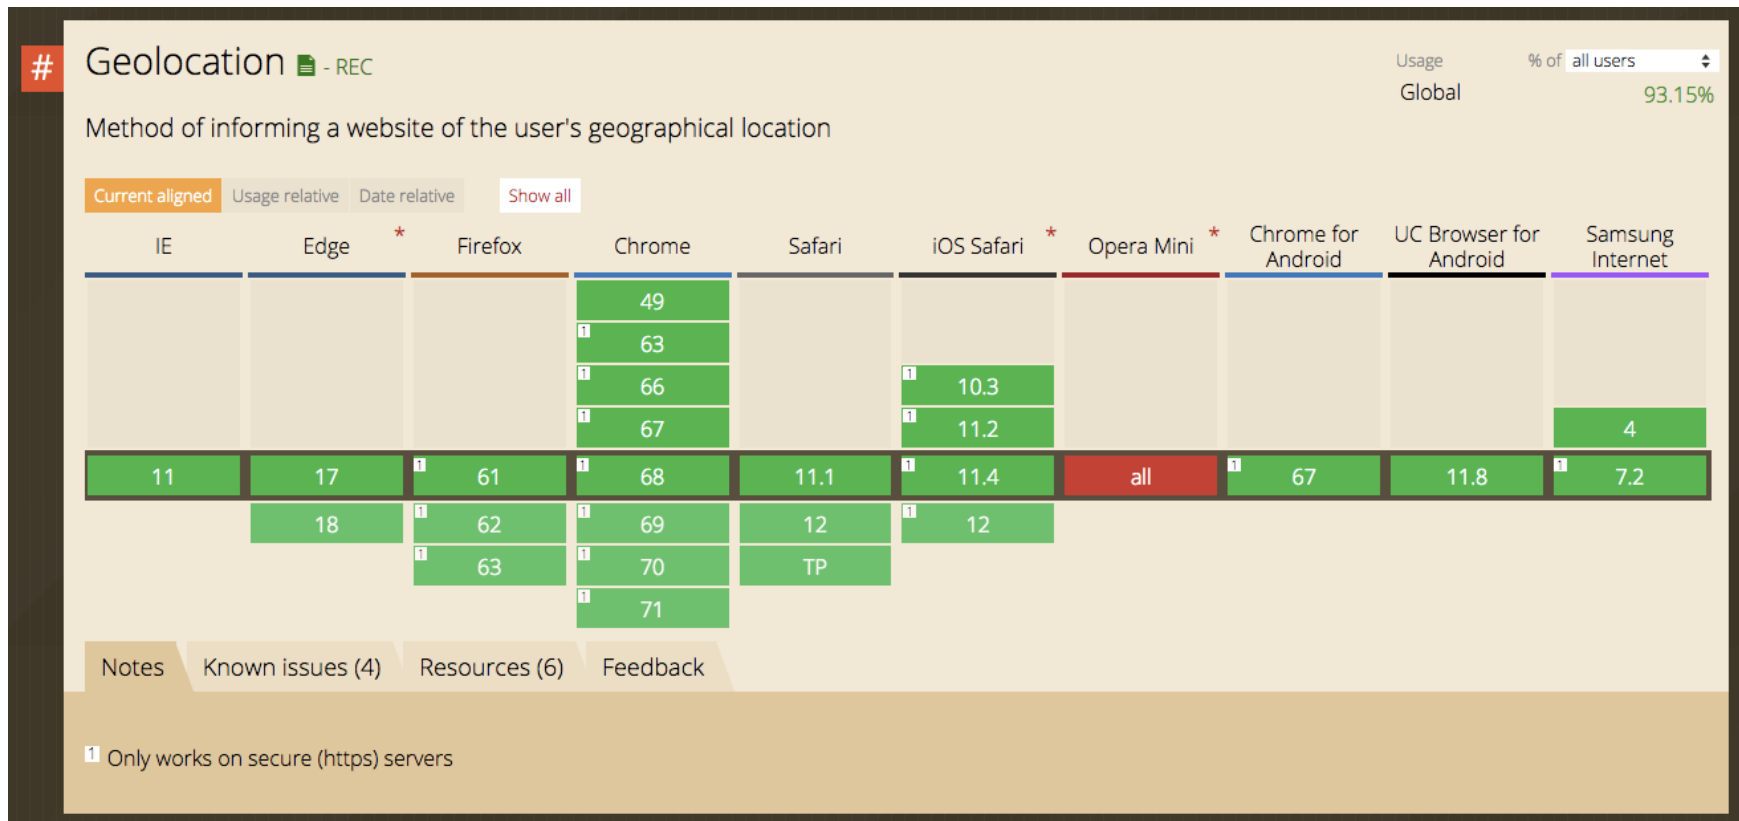 #
Geolocation - REC
Usage % of all users
Global 93.15%
Method of informing a website of the user's geographical location
Current aligned Usage relative Date relative Show all
IE Edge * Firefox Chrome Safari iOS Safari * Opera Mini * Chrome for Android UC Browser for Android Samsung Internet
49
1 63
1 66 1 10.3
1 67 1 11.2 4
11 17 1 61 1 68 11.1 1 11.4 all 1 67 11.8 1 7.2
18 1 62 1 69 12 1 12
1 63 1 70 TP
1 71
Notes Known issues (4) Resources (6) Feedback
1 Only works on secure (https) servers